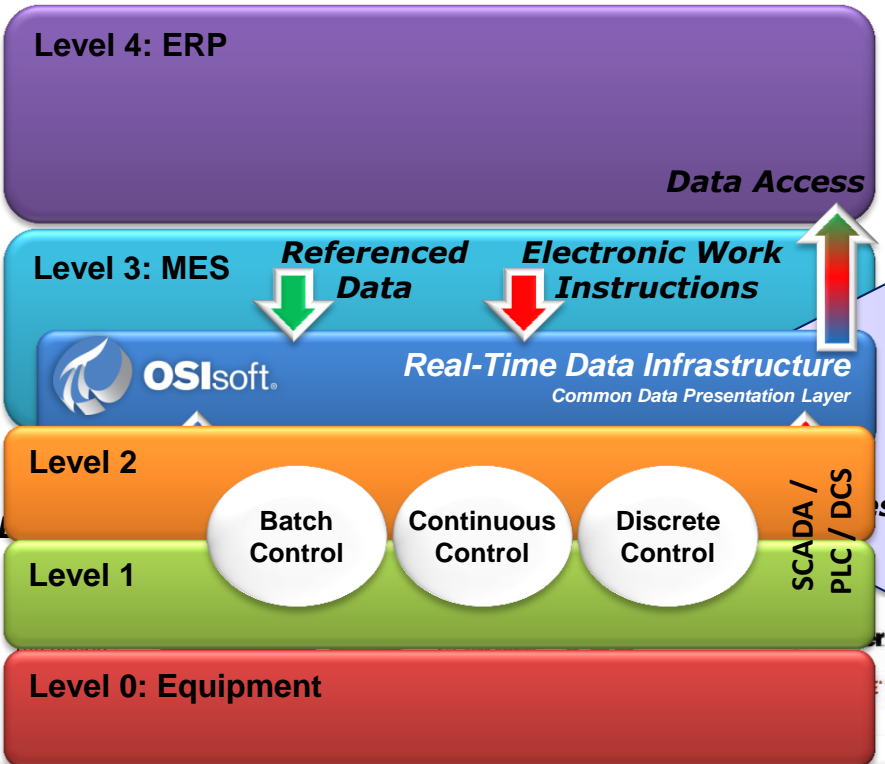 Level 4: ERP
Data Access
Level 3: MES
Referenced
Data
Electronic Work
Instructions
OSIsoft.
Real-Time Data Infrastructure
Common Data Presentation Layer
Level 2
Batch
Control
Continuous
Control
Discrete
Control
SCADA /
PLC / DCS
Level 1
Level 0: Equipment